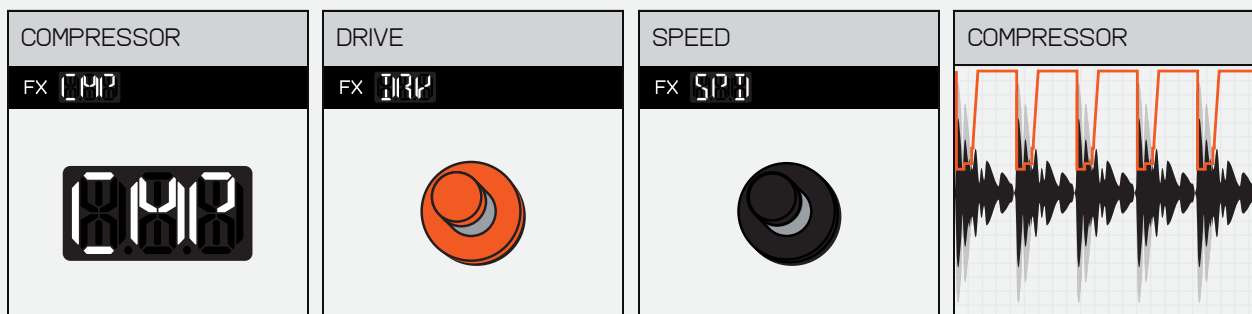 COMPRESSOR
FX CMP
CMP
DRIVE
FX DRV
SPEED
FX SPD
COMPRESSOR